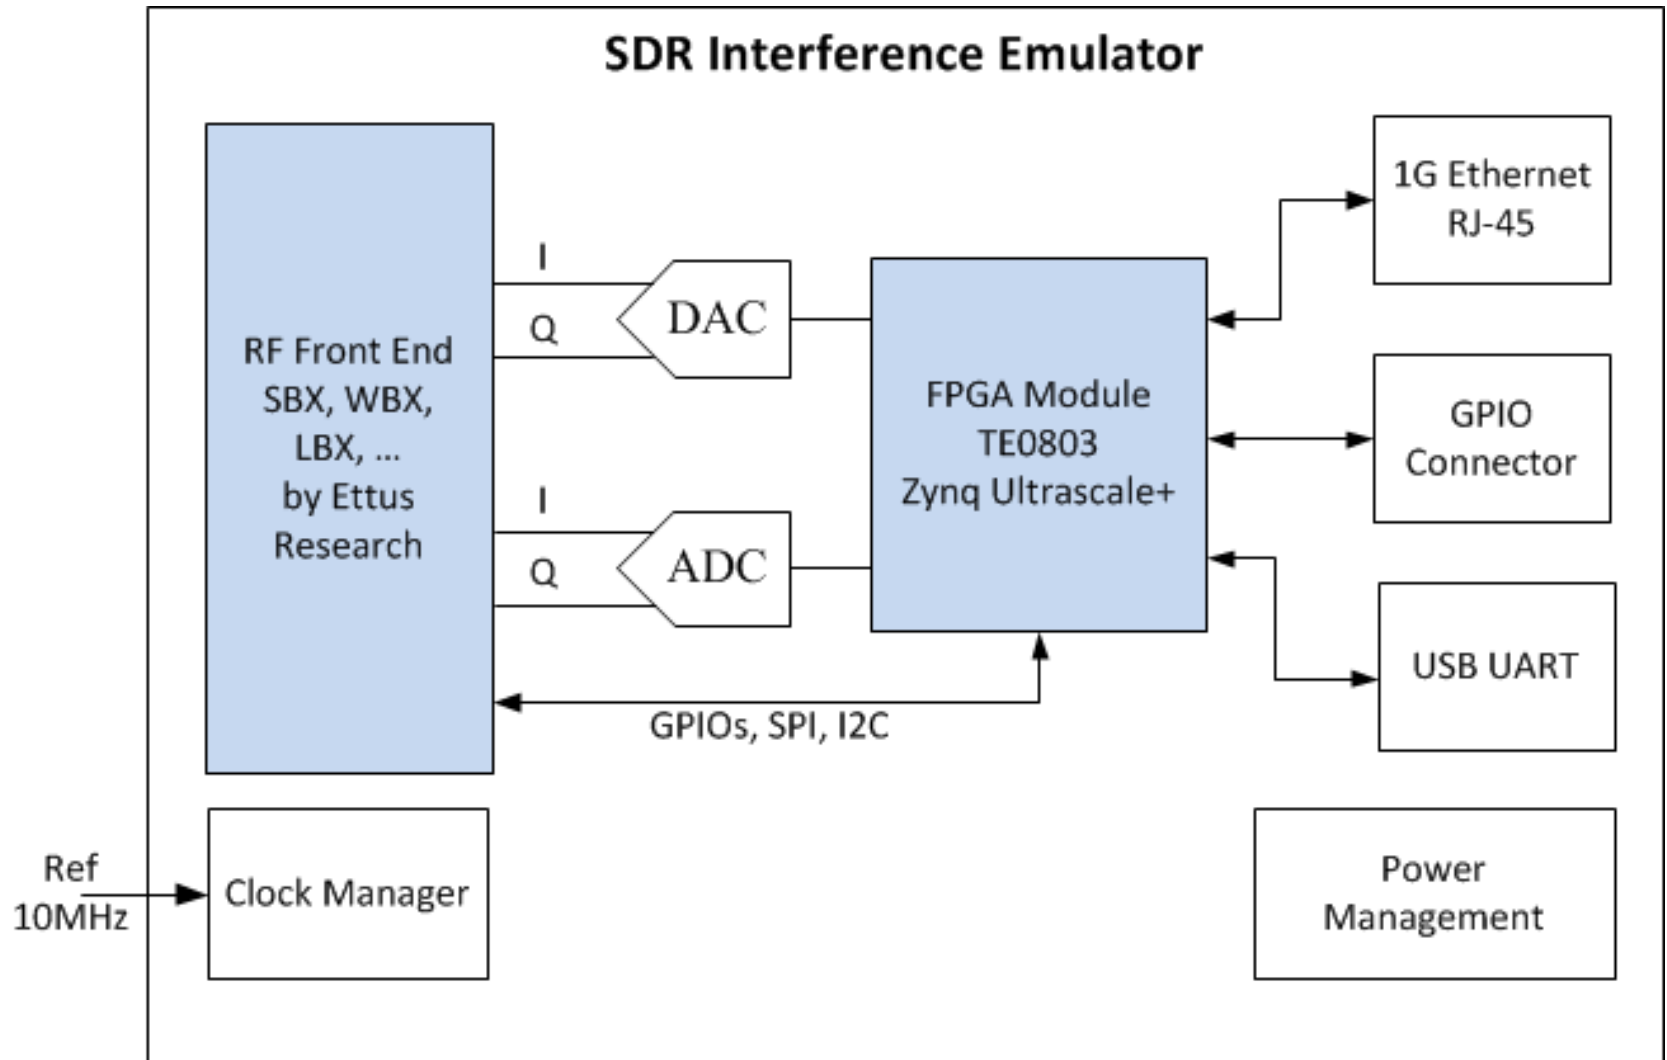 SDR Interference Emulator
RF Front End
SBX, WBX,
LBX, ...
by Ettus
Research
I
Q
DAC
I
Q
ADC
FPGA Module
TE0803
Zynq Ultrascale+
1G Ethernet
RJ-45
GPIO
Connector
USB UART
GPIOs, SPI, I2C
Ref
10MHz
Clock Manager
Power
Management